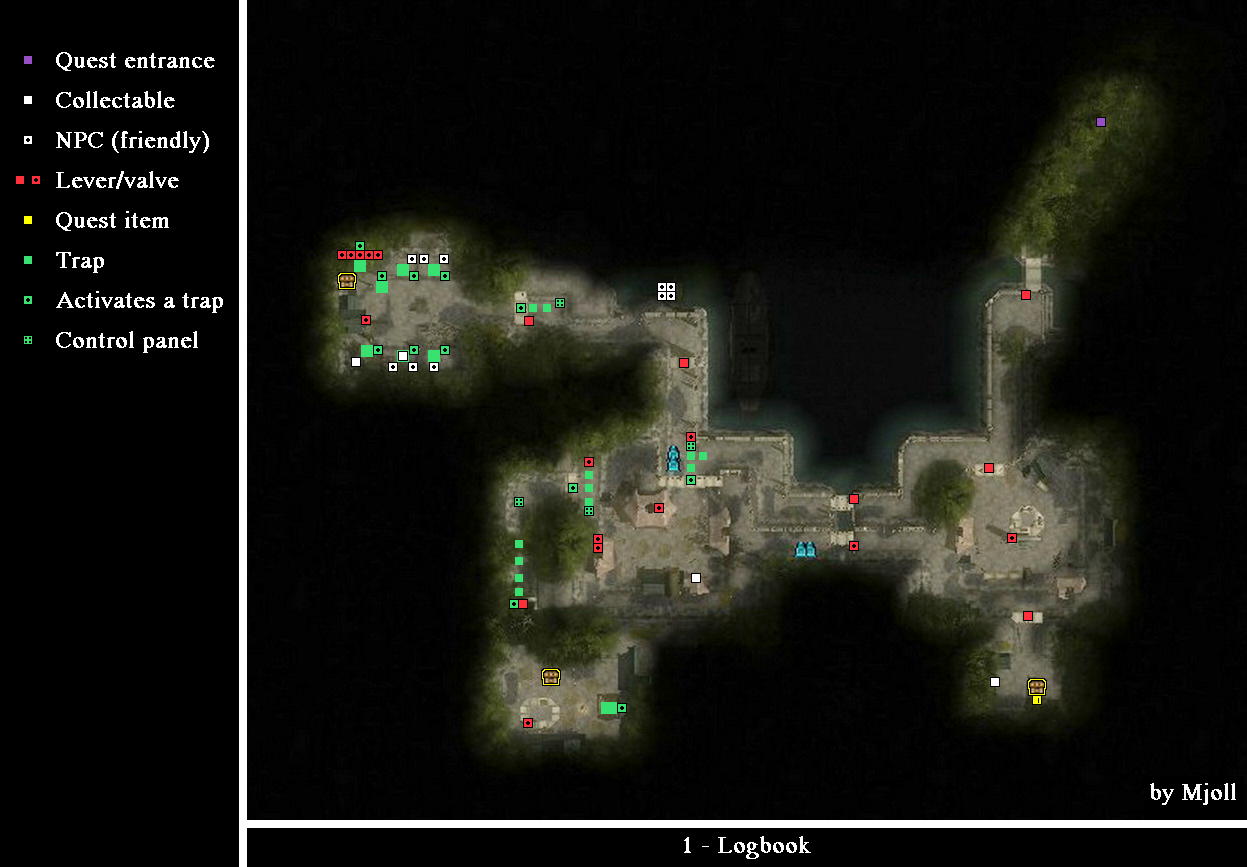 Quest entrance
Collectable
NPC (friendly)
Lever/valve
Quest item
Trap
Activates a trap
Control panel
by Mjoll
1 - Logbook